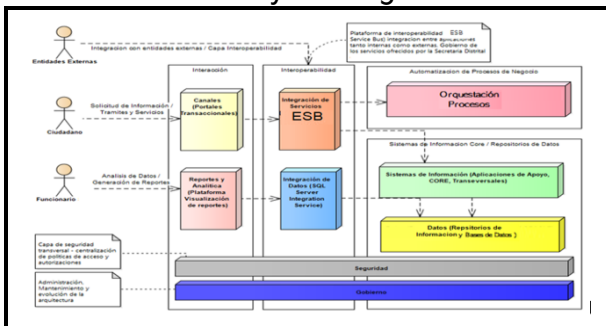 Plataforma de interoperabilidad ESB
Service Bus) integracion entre aplicaciones
tanto internas como externas. Gobierno de
los servicios ofrecidos por la Secretaria Distrital
Integracion con entidades externas / Capa Interoperabilidad
Entidades Externas
Interacción
Interoperabilidad
Automatizacion de Procesos de Negocio
Solicitud de Información /
Tramites y Servicios
Ciudadano
Canales
(Portales
Transaccionales)
Integración de
Servicios
ESB
Orquestación
Procesos
Sistemas de Informacion Core / Repositorios de Datos
Analisis de Datos /
Generación de Reportes
Funcionario
Reportes y
Analitica
(Plataforma
Visualización
de reportes)
Integración de
Datos (SQL
Server
Integration
Service)
Sistemas de Información (Aplicaciones de Apoyo,
CORE, Transversales)
Datos (Repositorios de
Informacion y Bases de Datos )
Capa de seguridad
transversal - centralización
de políticas de acceso y
autorizaciones
Seguridad
Administración,
Mantenimiento y
evolución de la
arquitectura
Gobierno